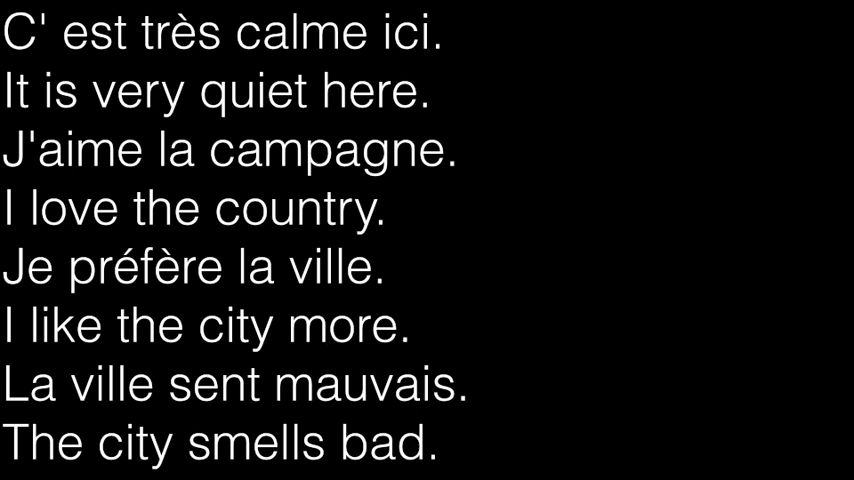 C' est très calme ici.
It is very quiet here.
J'aime la campagne.
I love the country.
Je préfère la ville.
I like the city more.
La ville sent mauvais.
The city smells bad.